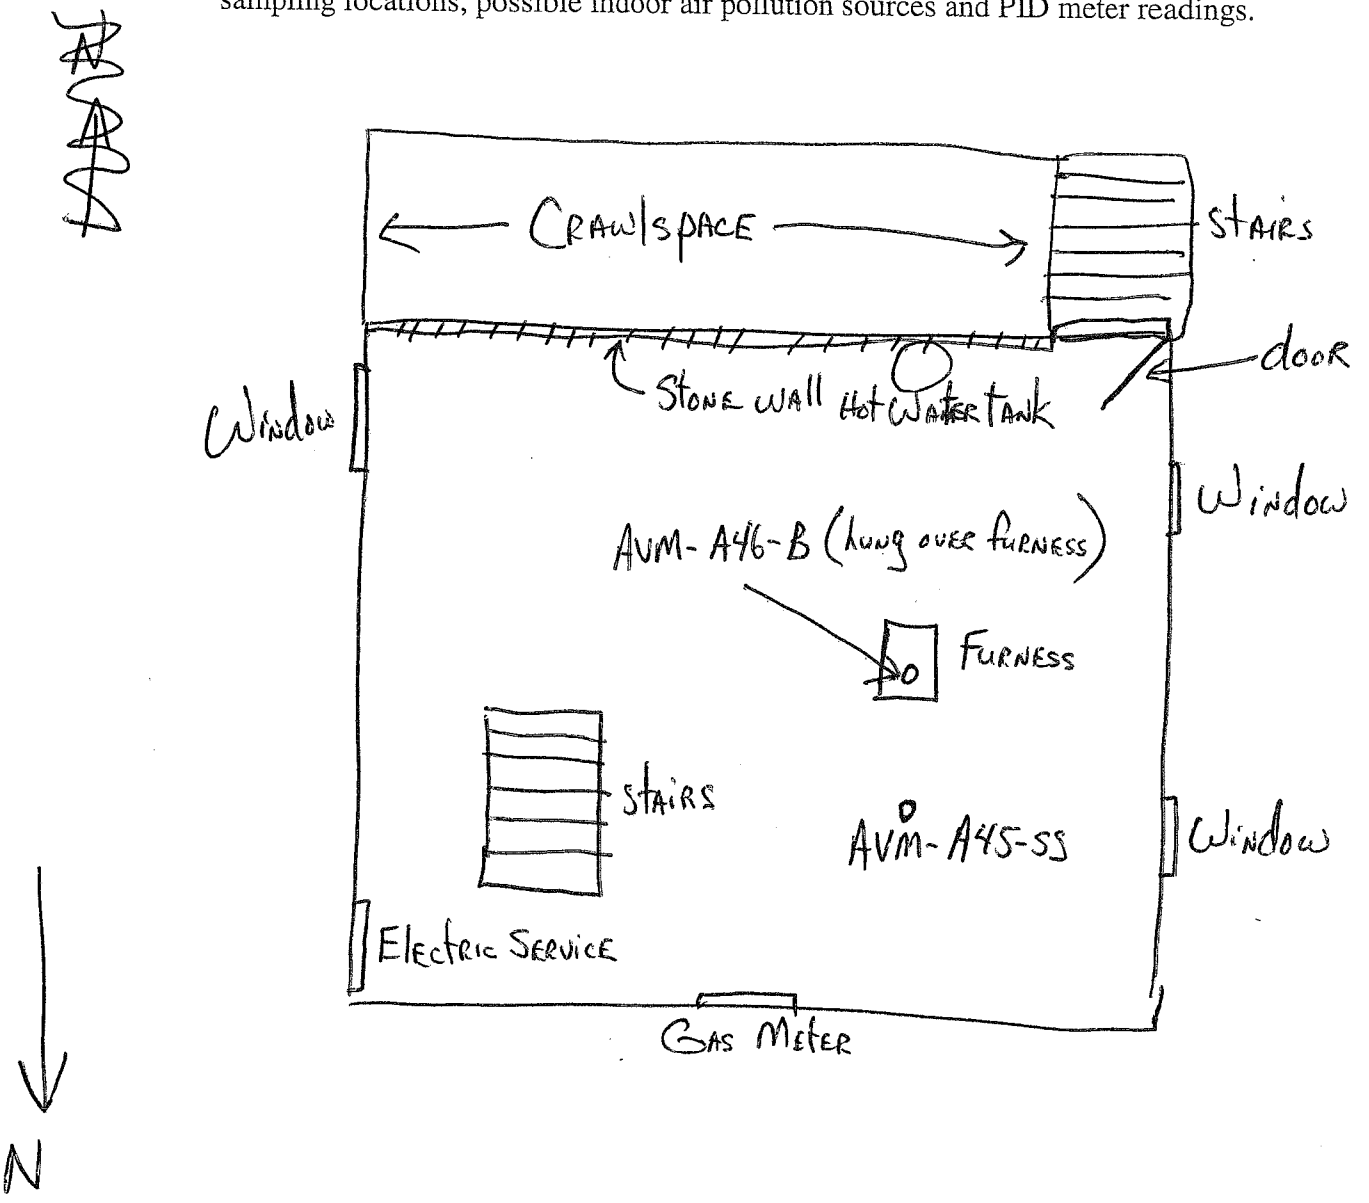 sampling locations, possible indoor air pollution sources and PID meter readings.
N
CRAWlSPACE
StAIRS
door
Stone wall
Hot Water Tank
Window
Window
AVM-A46-B (hung over furness)
Furness
StAIRS
AVM-A45-SS
Window
Electric Service
Gas Meter
N